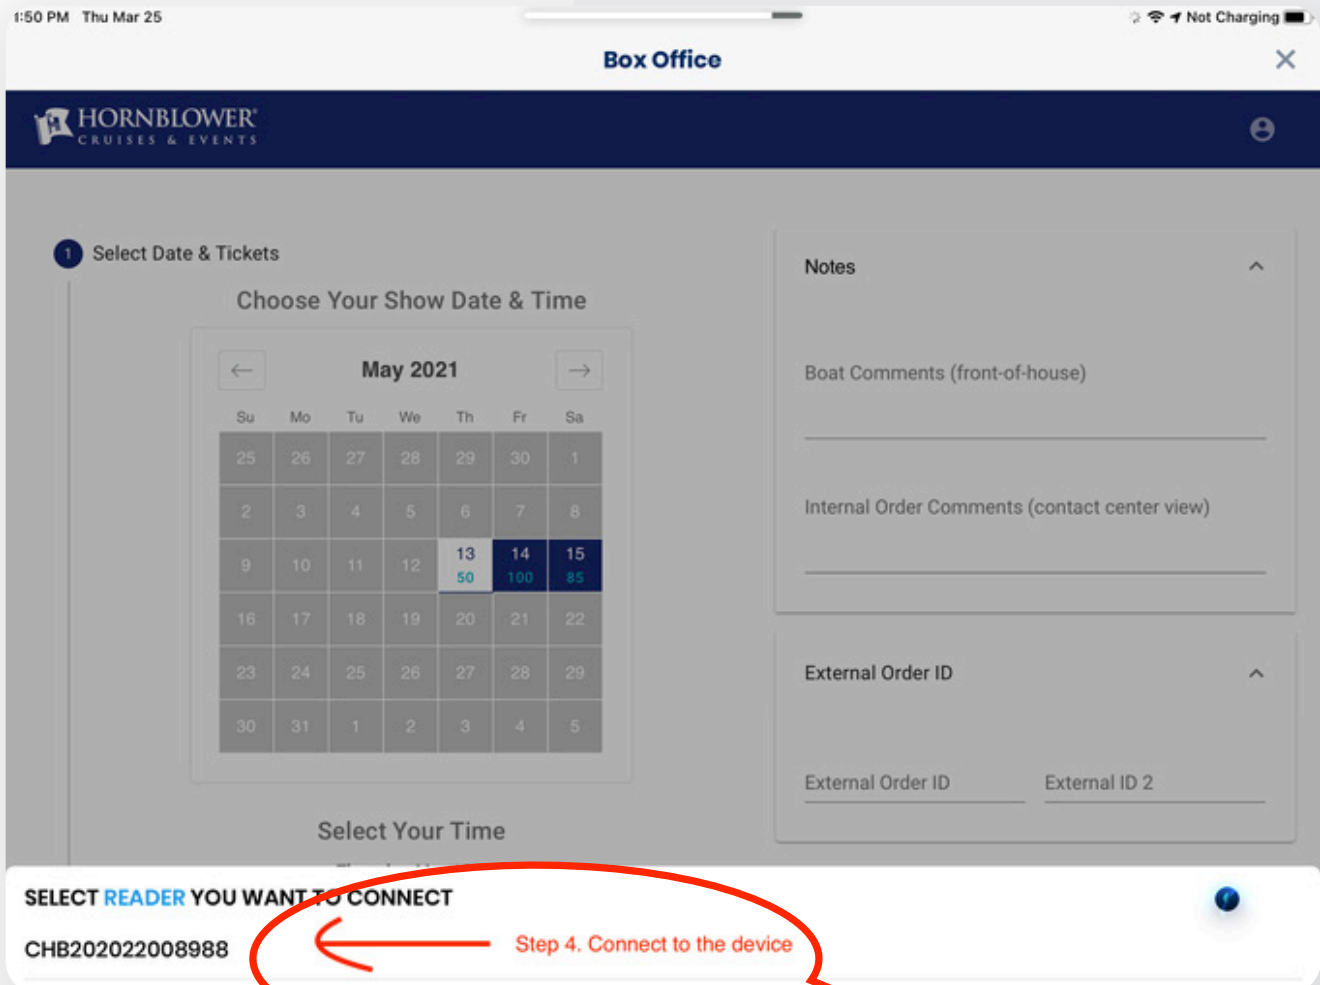 1:50 PM Thu Mar 25
Not Charging
Box Office
HORNBLOWER
CRUISES & EVENTS
1 Select Date & Tickets
Choose Your Show Date & Time
May 2021
Su Mo Tu We Th Fr Sa
25 26 27 28 29 30 1
2 3 4 5 6 7 8
9 10 11 12 13 14 15
50 100 85
16 17 18 19 20 21 22
23 24 25 26 27 28 29
30 31 1 2 3 4 5
Select Your Time
Notes
Boat Comments (front-of-house)
Internal Order Comments (contact center view)
External Order ID
External Order ID External ID 2
SELECT READER YOU WANT TO CONNECT
CHB202022008988
Step 4. Connect to the device